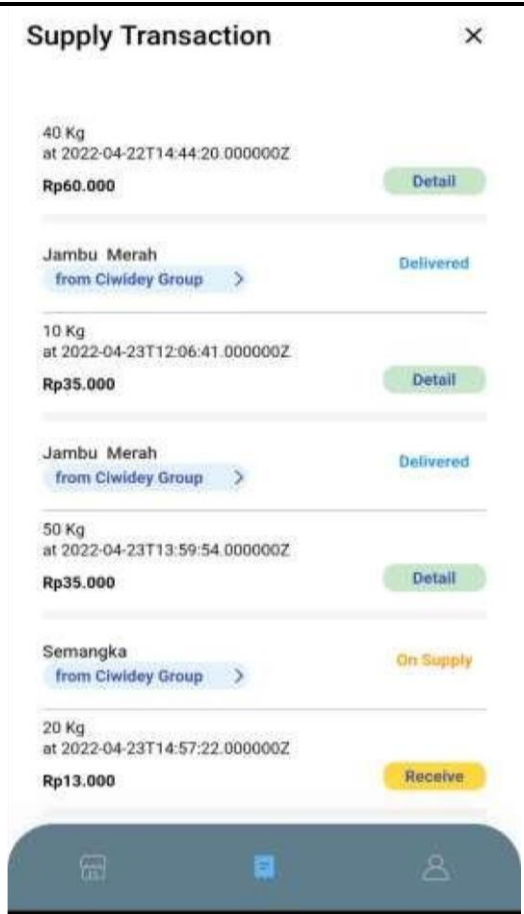 Supply Transaction
40 Kg
at 2022-04-22T14:44:20.000000Z
Rp60.000
Detail
Jambu Merah
from Ciwidey Group
Delivered
10 Kg
at 2022-04-23T12:06:41.000000Z
Rp35.000
Detail
Jambu Merah
from Ciwidey Group
Delivered
50 Kg
at 2022-04-23T13:59:54.000000Z
Rp35.000
Detail
Semangka
from Ciwidey Group
On Supply
20 Kg
at 2022-04-23T14:57:22.000000Z
Rp13.000
Receive